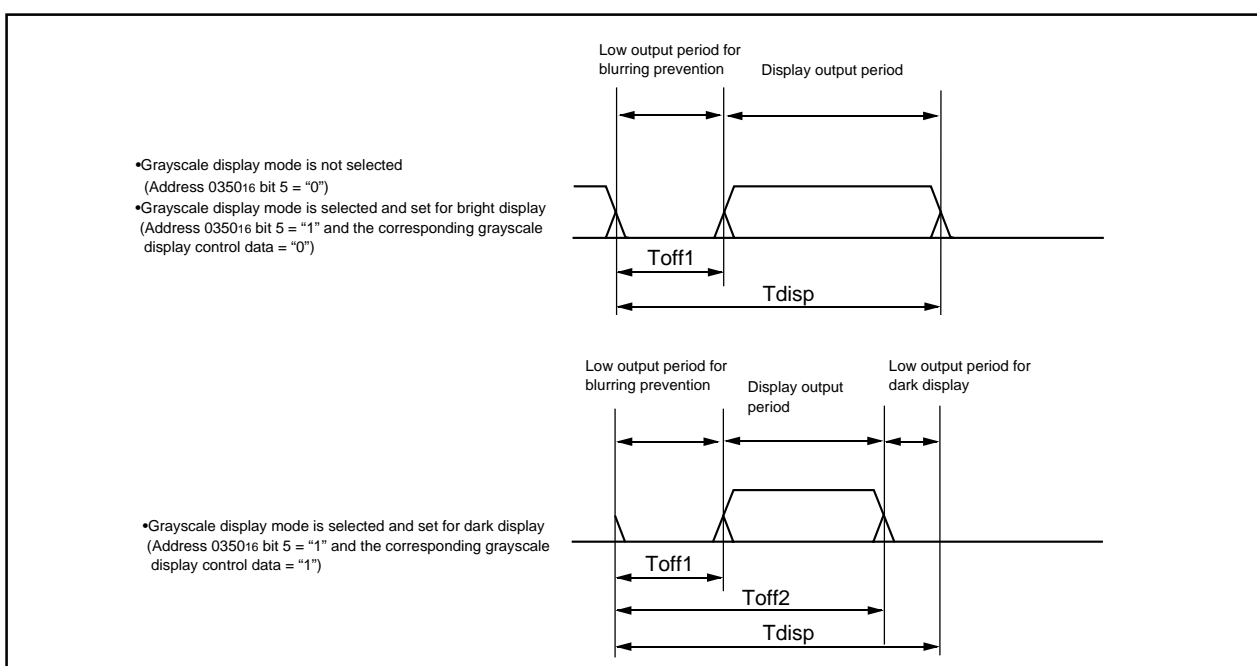 Low output period for
blurring prevention
Display output period
•Grayscale display mode is not selected
(Address 035016 bit 5 = “0”)
•Grayscale display mode is selected and set for bright display
(Address 035016 bit 5 = “1” and the corresponding grayscale
display control data = “0”)
Toff1
Tdisp
Low output period for
blurring prevention
Display output
period
Low output period for
dark display
•Grayscale display mode is selected and set for dark display
(Address 035016 bit 5 = “1” and the corresponding grayscale
display control data = “1”)
Toff1
Toff2
Tdisp